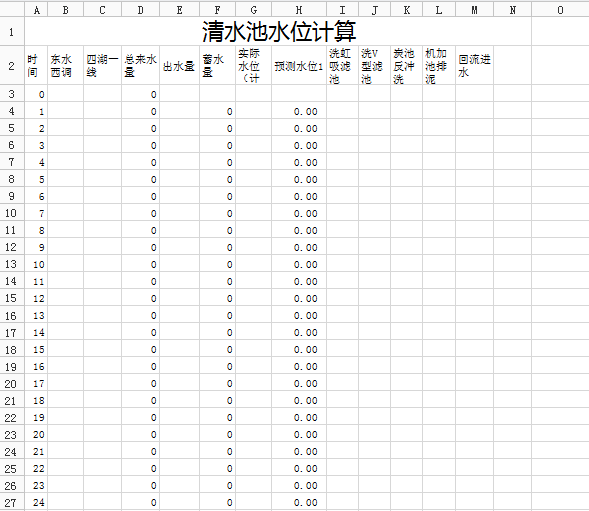 A B C D E F G H I J K L M N O
1 清水池水位计算
2 时间 东水西调 四湖一线 总来水量 出水量 蓄水量 实际水位（计 预测水位1 洗虹吸滤池 洗V型滤池 炭池反冲洗 机加池排泥 回流进水
3 0 0
4 1 0 0 0.00
5 2 0 0 0.00
6 3 0 0 0.00
7 4 0 0 0.00
8 5 0 0 0.00
9 6 0 0 0.00
10 7 0 0 0.00
11 8 0 0 0.00
12 9 0 0 0.00
13 10 0 0 0.00
14 11 0 0 0.00
15 12 0 0 0.00
16 13 0 0 0.00
17 14 0 0 0.00
18 15 0 0 0.00
19 16 0 0 0.00
20 17 0 0 0.00
21 18 0 0 0.00
22 19 0 0 0.00
23 20 0 0 0.00
24 21 0 0 0.00
25 22 0 0 0.00
26 23 0 0 0.00
27 24 0 0 0.00